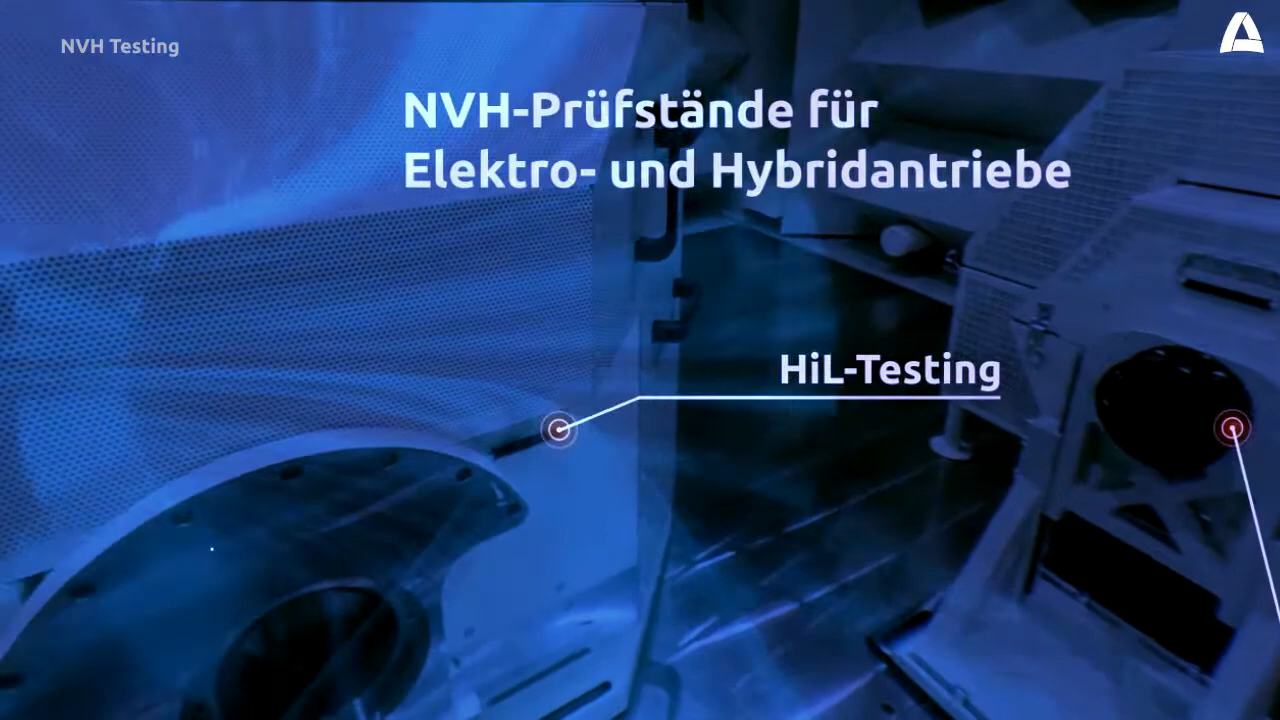 NVH Testing
NVH-Prüfstände für
Elektro- und Hybridantriebe
HiL-Testing